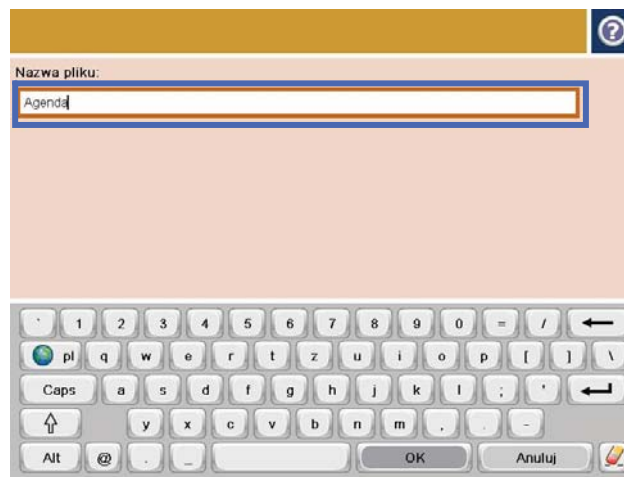 ?
Nazwa pliku:
Agenda
` 1 2 3 4 5 6 7 8 9 0 = /
pl q w e r t z u i o p [ ] \
Caps a s d f g h j k l ; '
y x c v b n m , . -
Alt @ . _ OK Anuluj